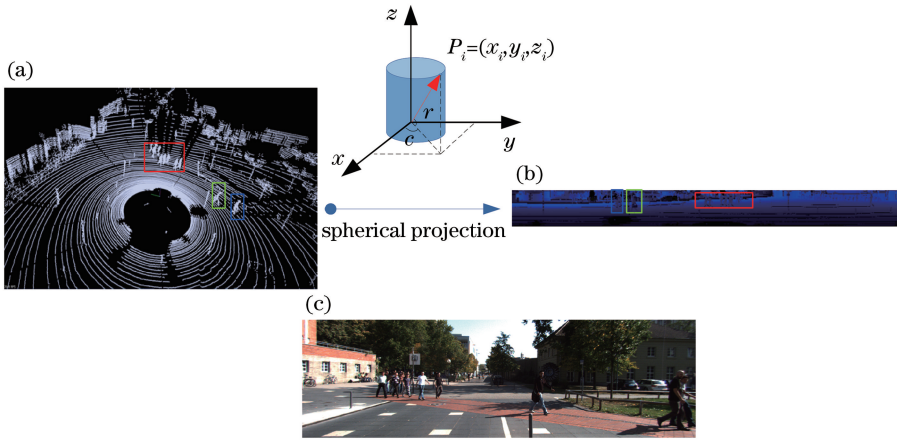 z
P_i=(x_i,y_i,z_i)
(a)
r
c
x
y
(b)
spherical projection
(c)